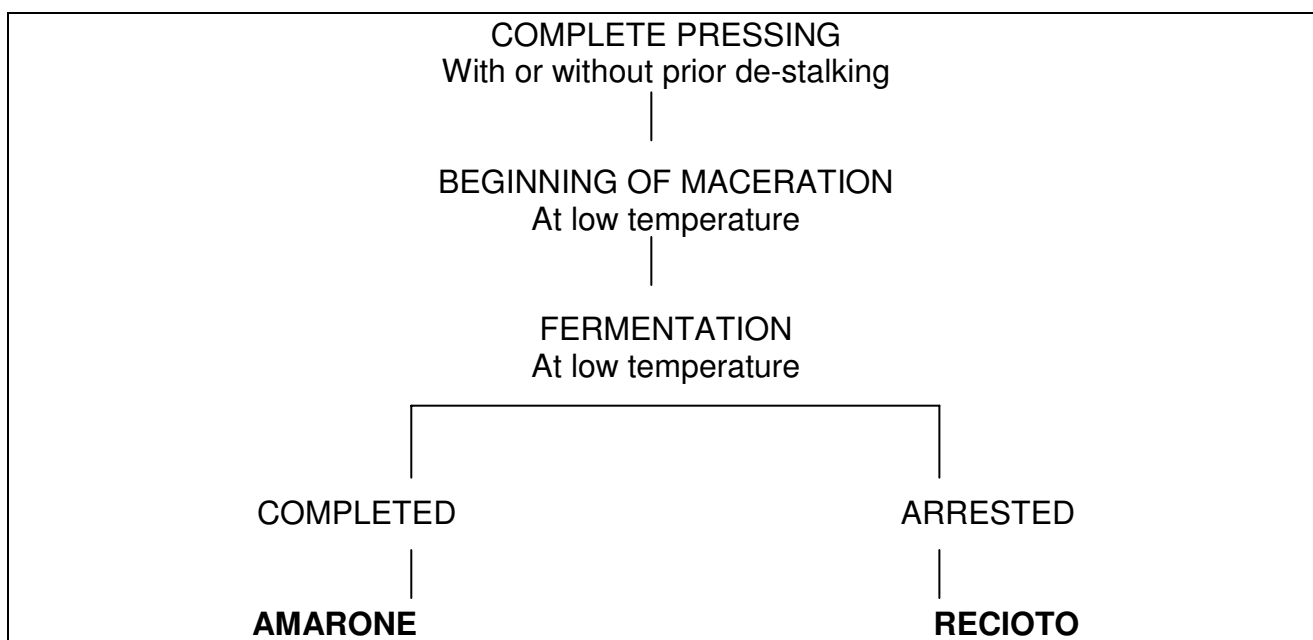 COMPLETE PRESSING
With or without prior de-stalking
BEGINNING OF MACERATION
At low temperature
FERMENTATION
At low temperature
COMPLETED
ARRESTED
AMARONE
RECIOTO